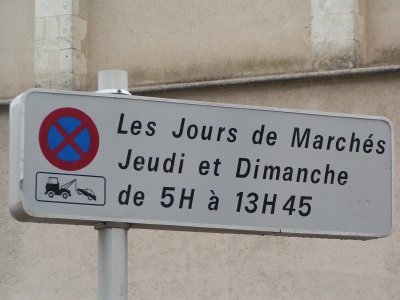 Les Jours de Marchés
Jeudi et Dimanche
de 5H à 13H45